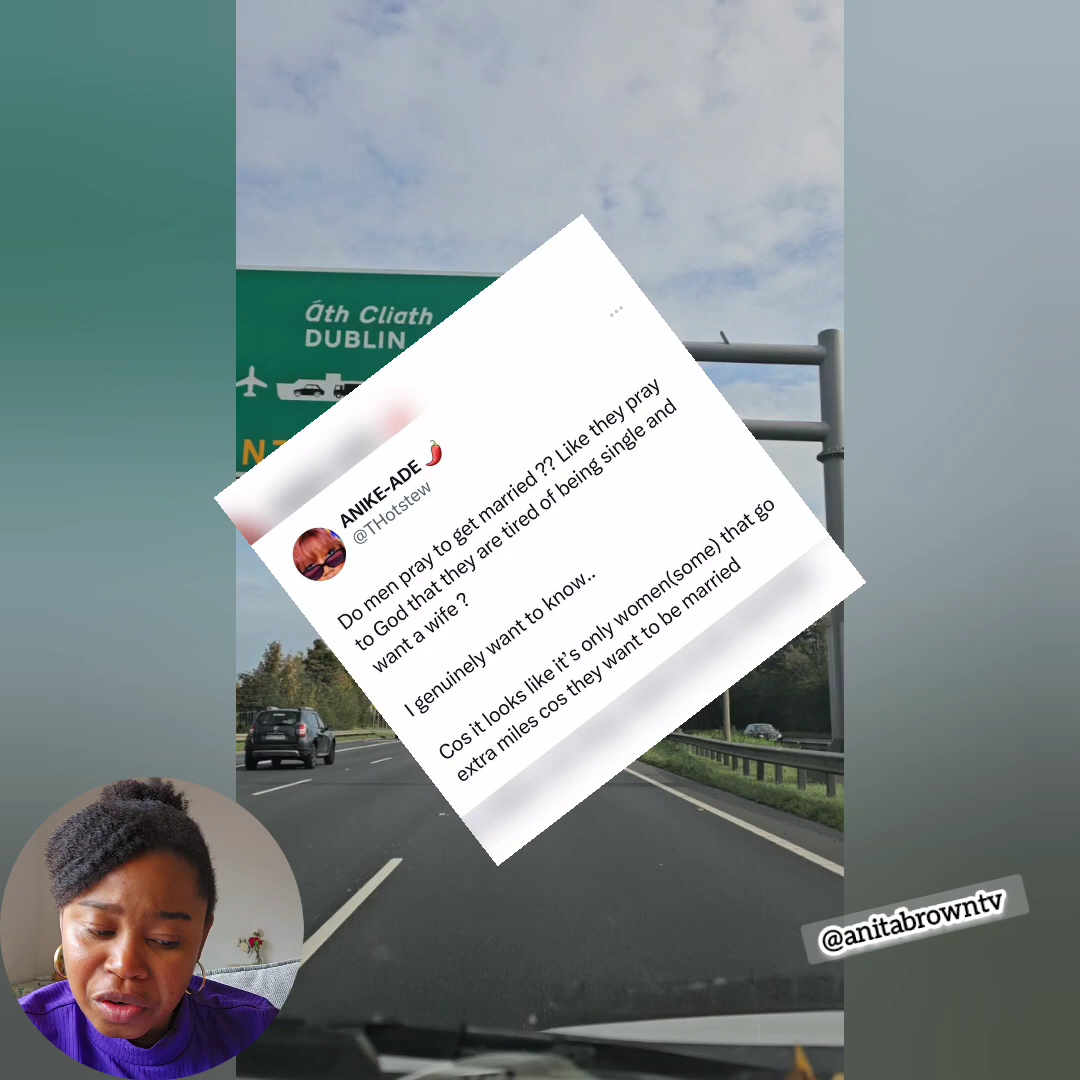 Áth Cliath
DUBLIN
ANIKE-ADE 🌶️
@THotstew
Do men pray to get married ?? Like they pray
to God that they are tired of being single and
want a wife ?
I genuinely want to know..
Cos it looks like it's only women(some) that go
extra miles cos they want to be married
@anitabrowntv